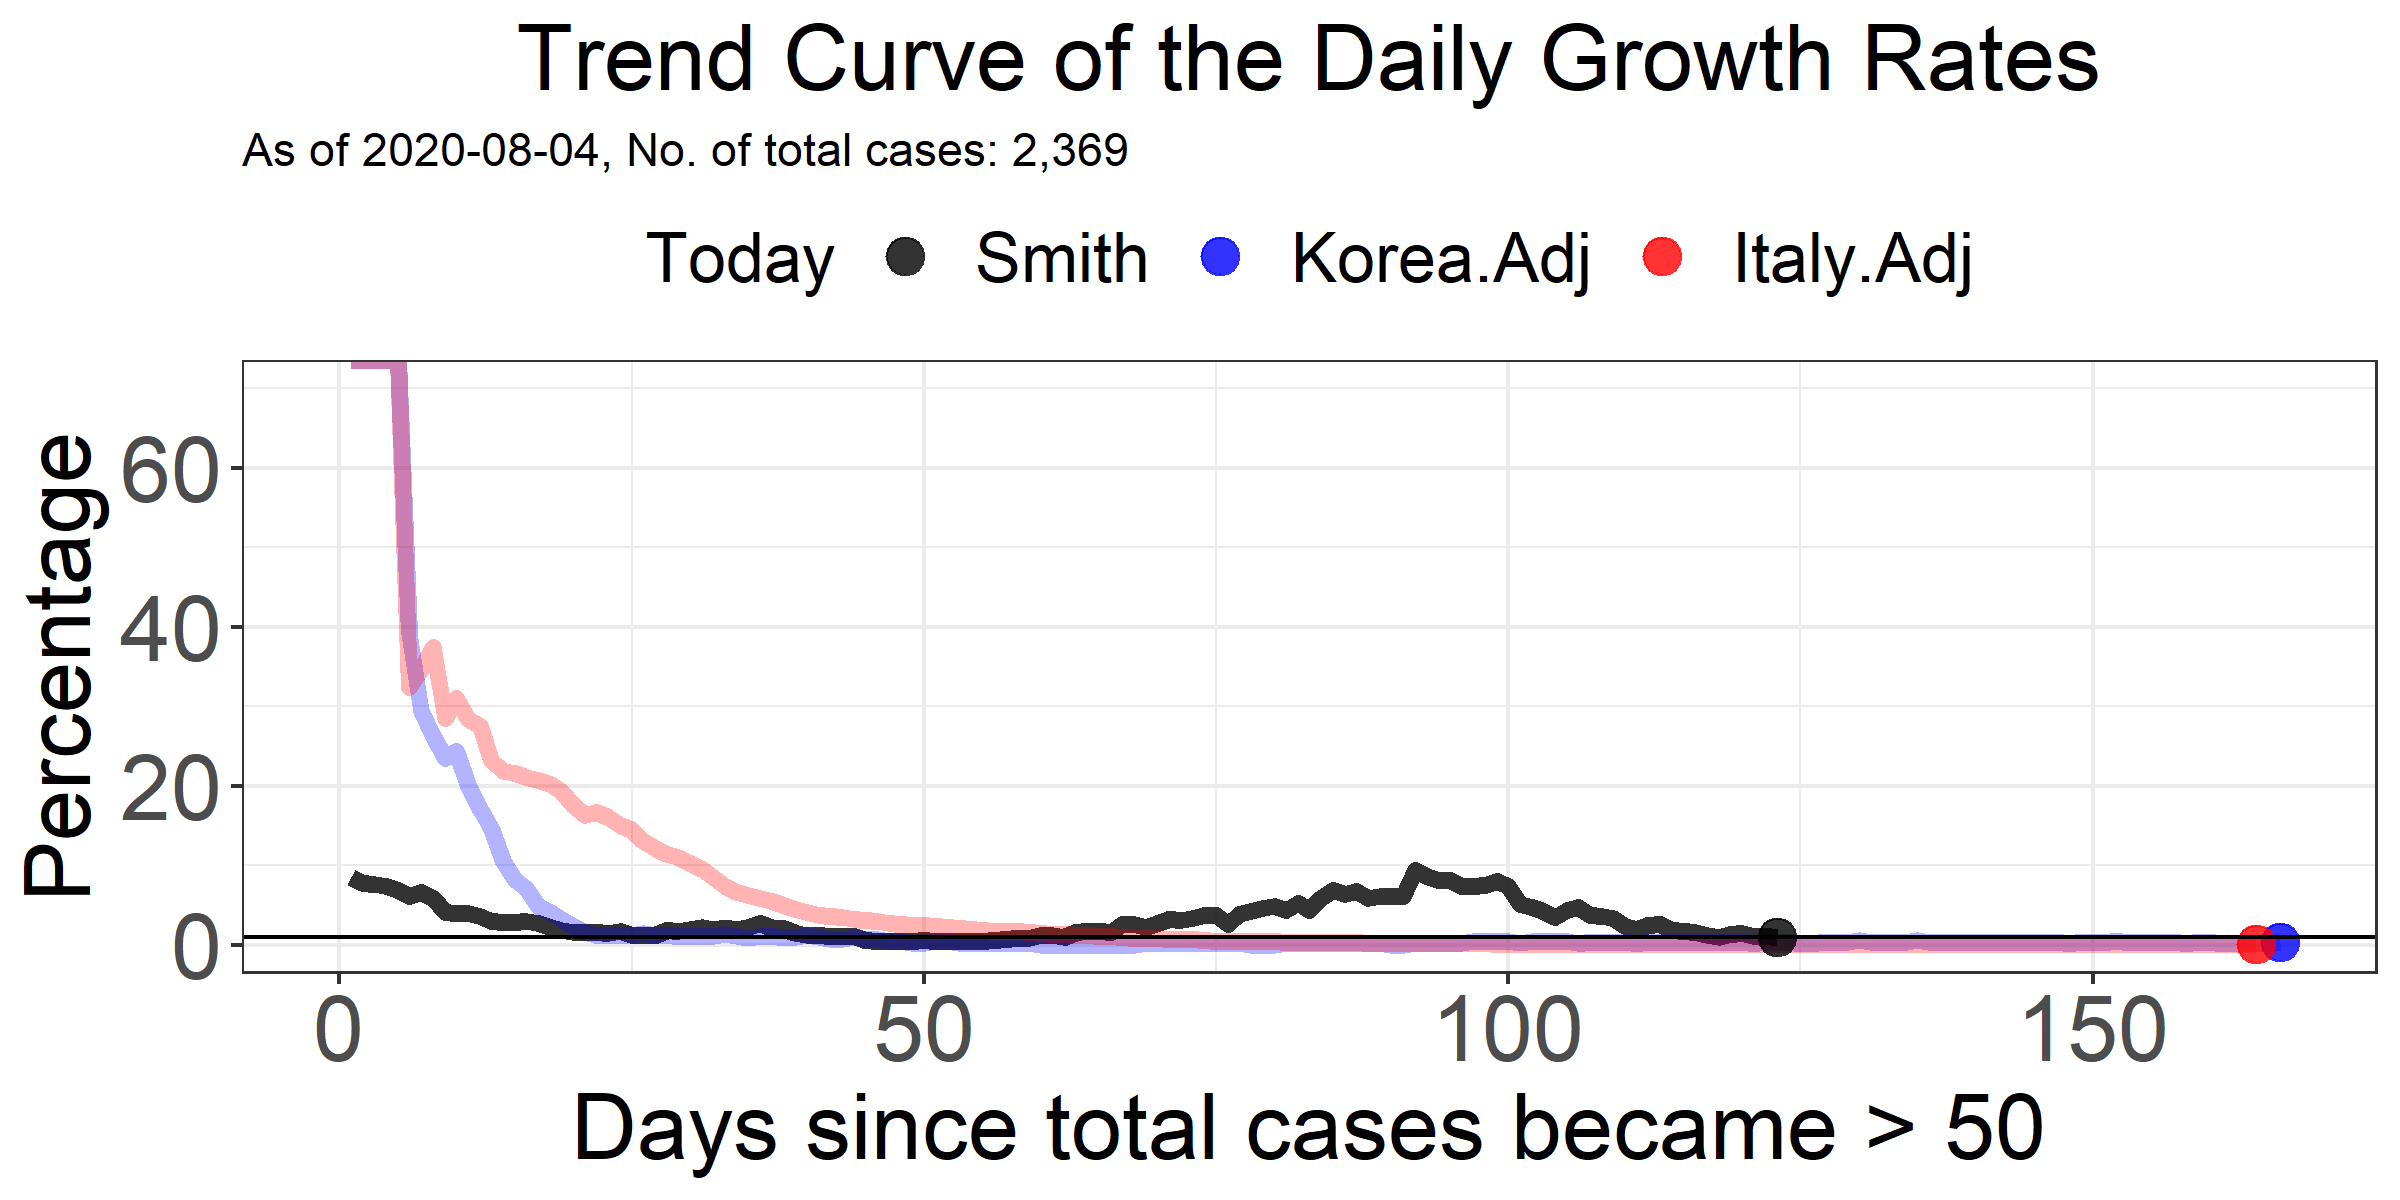 Trend Curve of the Daily Growth Rates
As of 2020-08-04, No. of total cases: 2,369
Today Smith Korea.Adj Italy.Adj
Percentage
60
40
20
0
0 50 100 150
Days since total cases became > 50